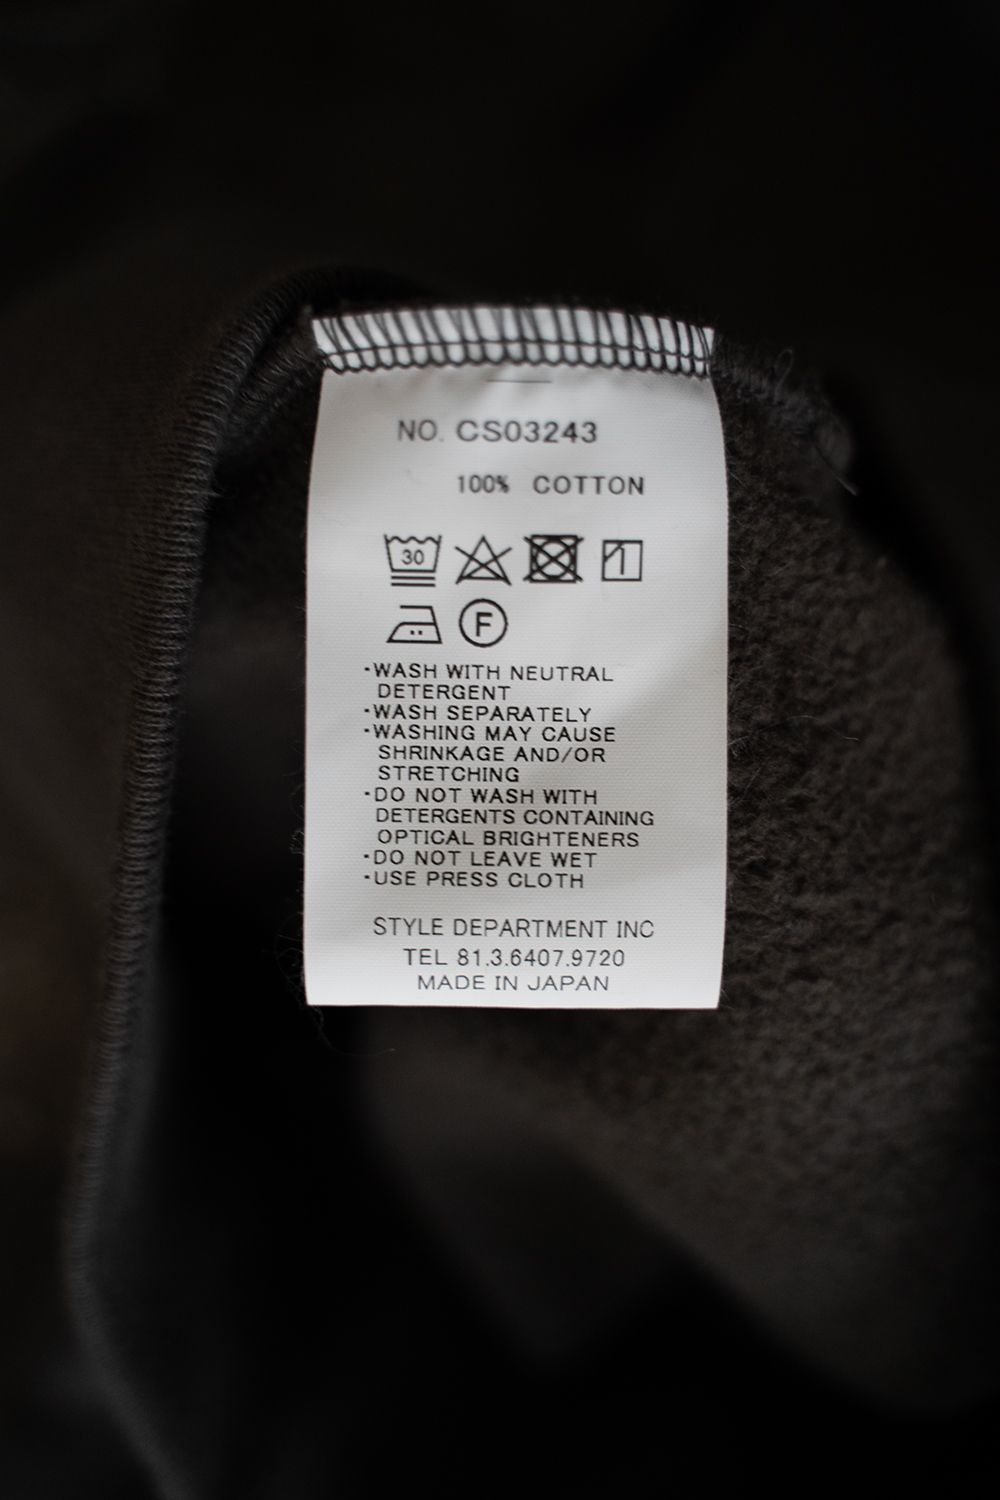 NO. CS03243
100% COTTON
30
F
·WASH WITH NEUTRAL
DETERGENT
·WASH SEPARATELY
·WASHING MAY CAUSE
SHRINKAGE AND/OR
STRETCHING
·DO NOT WASH WITH
DETERGENTS CONTAINING
OPTICAL BRIGHTENERS
·DO NOT LEAVE WET
·USE PRESS CLOTH
STYLE DEPARTMENT INC
TEL 81.3.6407.9720
MADE IN JAPAN